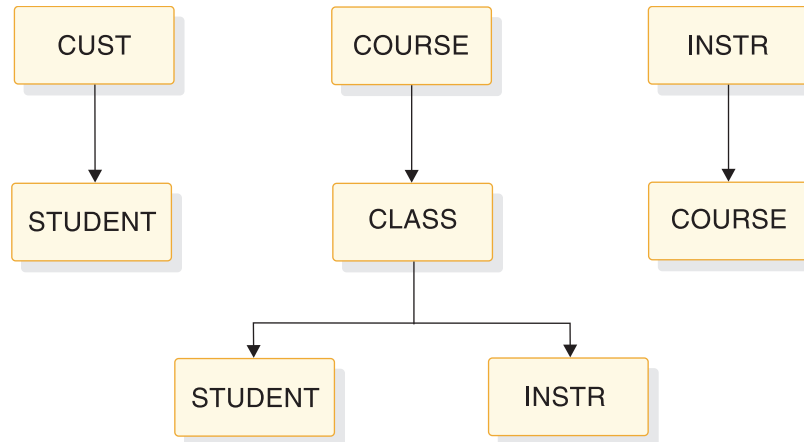 CUST
COURSE
INSTR
STUDENT
CLASS
COURSE
STUDENT
INSTR